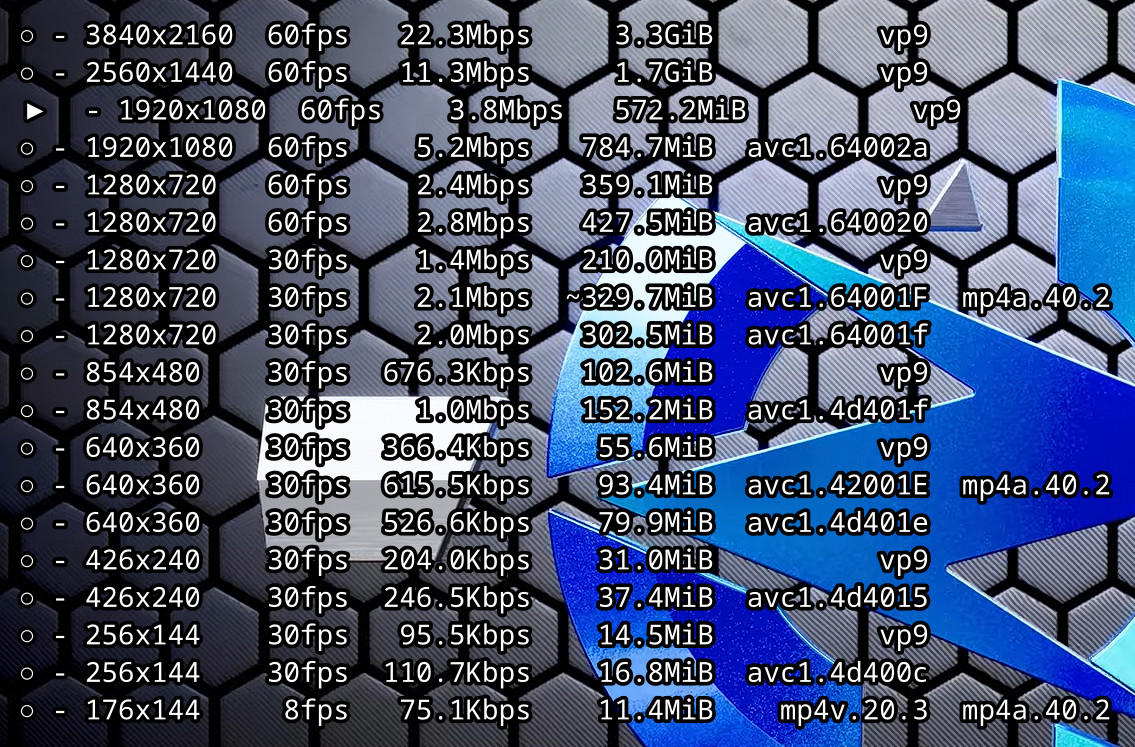 ○ - 3840x2160 60fps 22.3Mbps 3.3GiB vp9
○ - 2560x1440 60fps 11.3Mbps 1.7GiB vp9
▶ - 1920x1080 60fps 3.8Mbps 572.2MiB vp9
○ - 1920x1080 60fps 5.2Mbps 784.7MiB avc1.64002a
○ - 1280x720 60fps 2.4Mbps 359.1MiB vp9
○ - 1280x720 60fps 2.8Mbps 427.5MiB avc1.640020
○ - 1280x720 30fps 1.4Mbps 210.0MiB vp9
○ - 1280x720 30fps 2.1Mbps ~329.7MiB avc1.64001F mp4a.40.2
○ - 1280x720 30fps 2.0Mbps 302.5MiB avc1.64001f
○ - 854x480 30fps 676.3Kbps 102.6MiB vp9
○ - 854x480 30fps 1.0Mbps 152.2MiB avc1.4d401f
○ - 640x360 30fps 366.4Kbps 55.6MiB vp9
○ - 640x360 30fps 615.5Kbps 93.4MiB avc1.42001E mp4a.40.2
○ - 640x360 30fps 526.6Kbps 79.9MiB avc1.4d401e
○ - 426x240 30fps 204.0Kbps 31.0MiB vp9
○ - 426x240 30fps 246.5Kbps 37.4MiB avc1.4d4015
○ - 256x144 30fps 95.5Kbps 14.5MiB vp9
○ - 256x144 30fps 110.7Kbps 16.8MiB avc1.4d400c
○ - 176x144 8fps 75.1Kbps 11.4MiB mp4v.20.3 mp4a.40.2